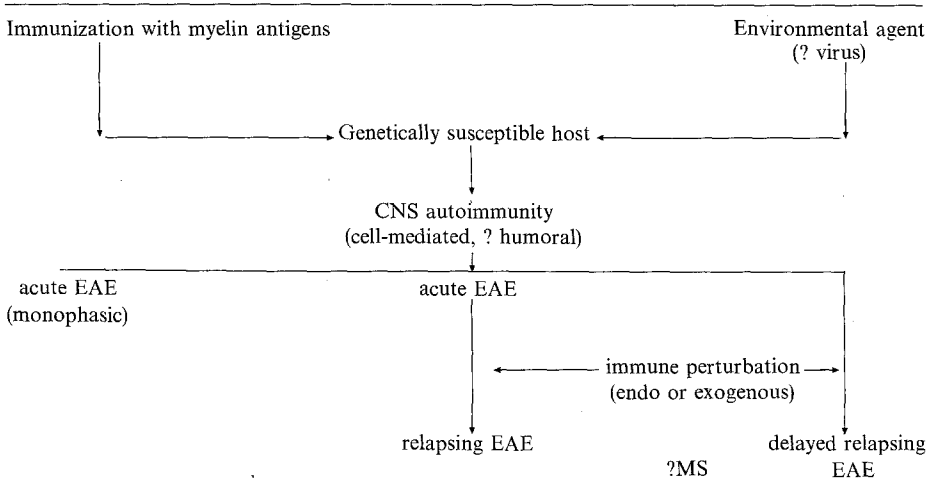 Immunization with myelin antigens
Environmental agent
(? virus)
Genetically susceptible host
CNS autoimmunity
(cell-mediated, ? humoral)
acute EAE
(monophasic)
acute EAE
immune perturbation
(endo or exogenous)
relapsing EAE
delayed relapsing
EAE
?MS